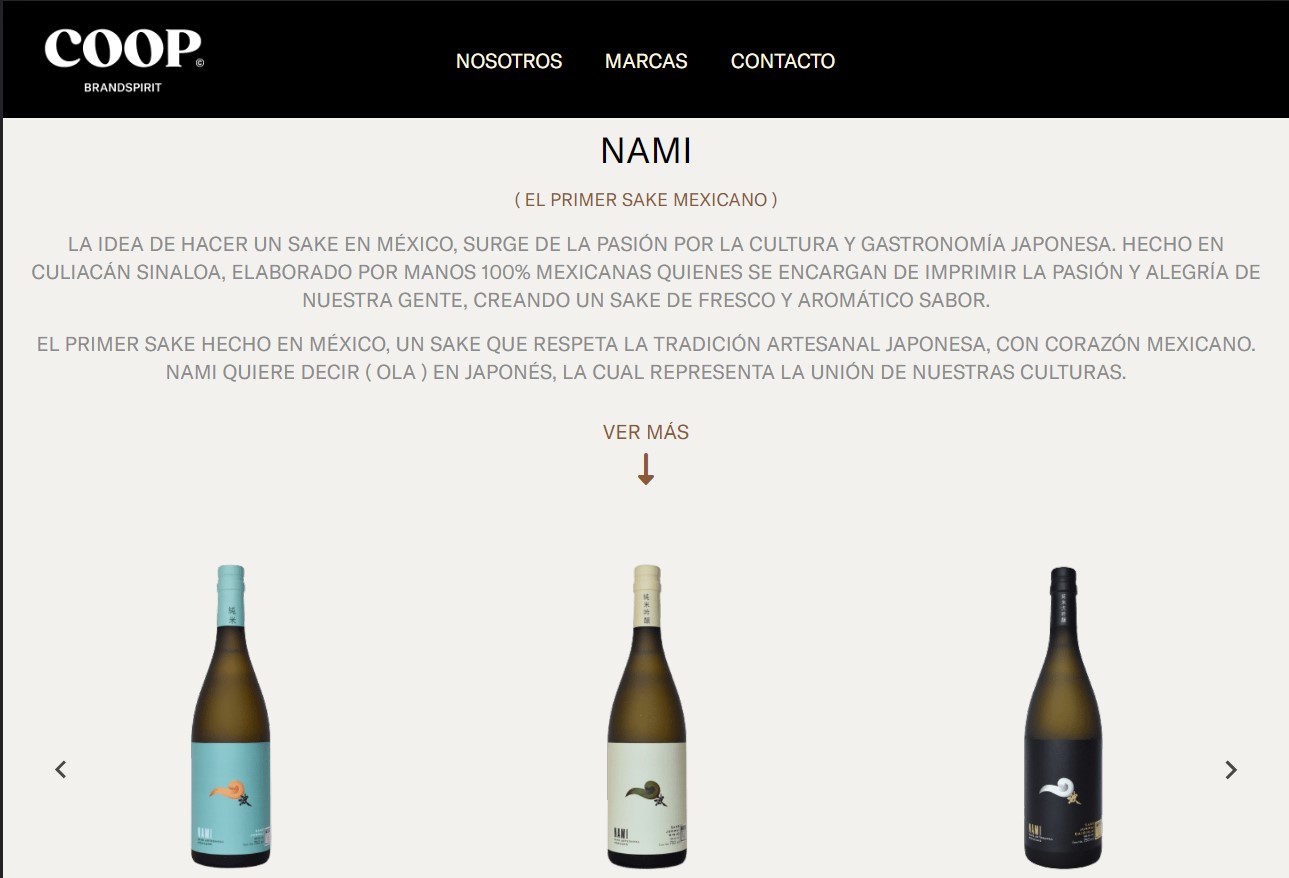 COOP©
BRANDSPIRIT
NOSOTROS MARCAS CONTACTO
NAMI
( EL PRIMER SAKE MEXICANO )
LA IDEA DE HACER UN SAKE EN MÉXICO, SURGE DE LA PASIÓN POR LA CULTURA Y GASTRONOMÍA JAPONESA. HECHO EN
CULIACÁN SINALOA, ELABORADO POR MANOS 100% MEXICANAS QUIENES SE ENCARGAN DE IMPRIMIR LA PASIÓN Y ALEGRÍA DE
NUESTRA GENTE, CREANDO UN SAKE DE FRESCO Y AROMÁTICO SABOR.
EL PRIMER SAKE HECHO EN MÉXICO, UN SAKE QUE RESPETA LA TRADICIÓN ARTESANAL JAPONESA, CON CORAZÓN MEXICANO.
NAMI QUIERE DECIR ( OLA ) EN JAPONÉS, LA CUAL REPRESENTA LA UNIÓN DE NUESTRAS CULTURAS.
VER MÁS
純米
波
NAMI
純米吟醸
波
NAMI
純米大吟醸
波
NAMI